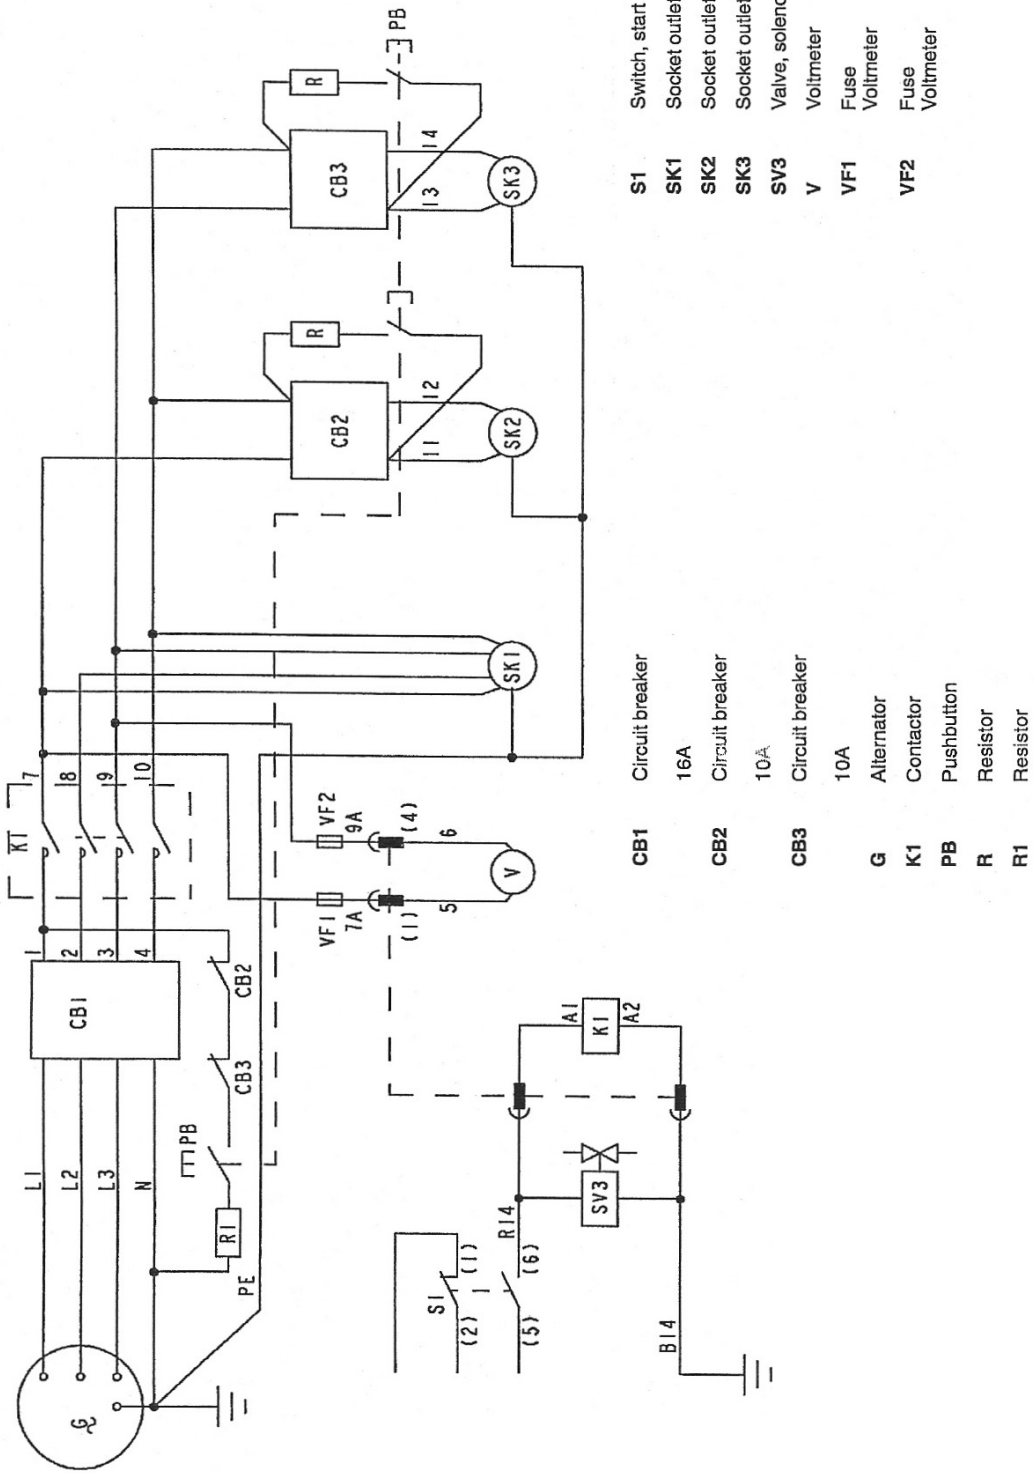 K1
7
8
9
10
1
2
3
4
CB1
L1
L2
L3
N
G
PB
R1
CB3
CB2
PE
VF1
7A
(1)
5
VF2
9A
(4)
6
V
SK1
CB2
11
12
R
SK2
CB3
13
14
R
PB
SK3
S1
(1)
(2)
(5)
(6)
R14
SV3
A1
K1
A2
B14
CB1 Circuit breaker
16A
CB2 Circuit breaker
10A
CB3 Circuit breaker
10A
G Alternator
K1 Contactor
PB Pushbutton
R Resistor
R1 Resistor
S1 Switch, start
SK1 Socket outlet
SK2 Socket outlet
SK3 Socket outlet
SV3 Valve, soleno
V Voltmeter
VF1 Fuse
Voltmeter
VF2 Fuse
Voltmeter